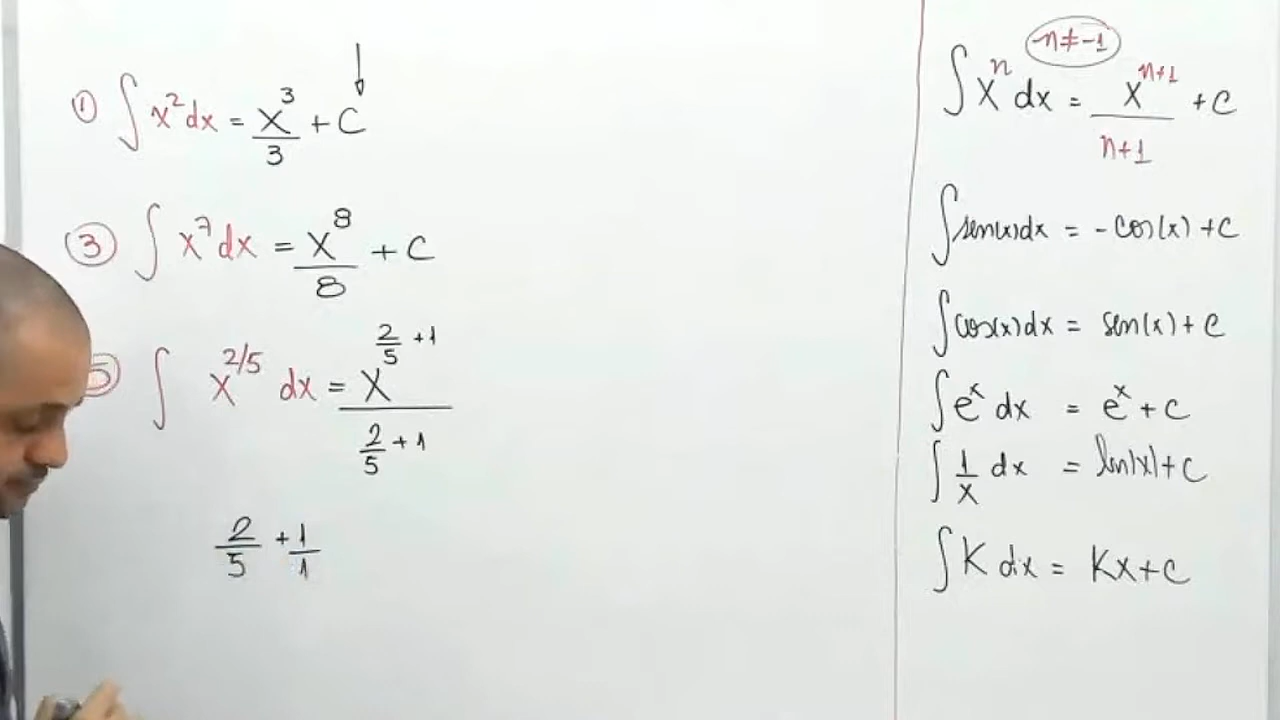 ① ∫ x² dx = x³/3 + C
③ ∫ x⁷ dx = x⁸/8 + C
⑤ ∫ x^(2/5) dx = x^(2/5 + 1) / (2/5 + 1)
2/5 + 1/1
n ≠ -1
∫ xⁿ dx = x^(n+1) / (n+1) + C
∫ sen(x) dx = - cos(x) + C
∫ cos(x) dx = sen(x) + C
∫ eˣ dx = eˣ + C
∫ 1/x dx = ln|x| + C
∫ K dx = Kx + C